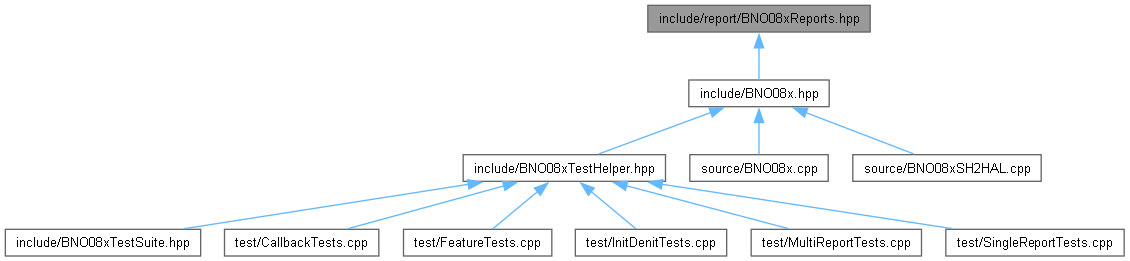 include/report/BNO08xReports.hpp
include/BNO08x.hpp
include/BNO08xTestHelper.hpp
source/BNO08x.cpp
source/BNO08xSH2HAL.cpp
include/BNO08xTestSuite.hpp
test/CallbackTests.cpp
test/FeatureTests.cpp
test/InitDenitTests.cpp
test/MultiReportTests.cpp
test/SingleReportTests.cpp